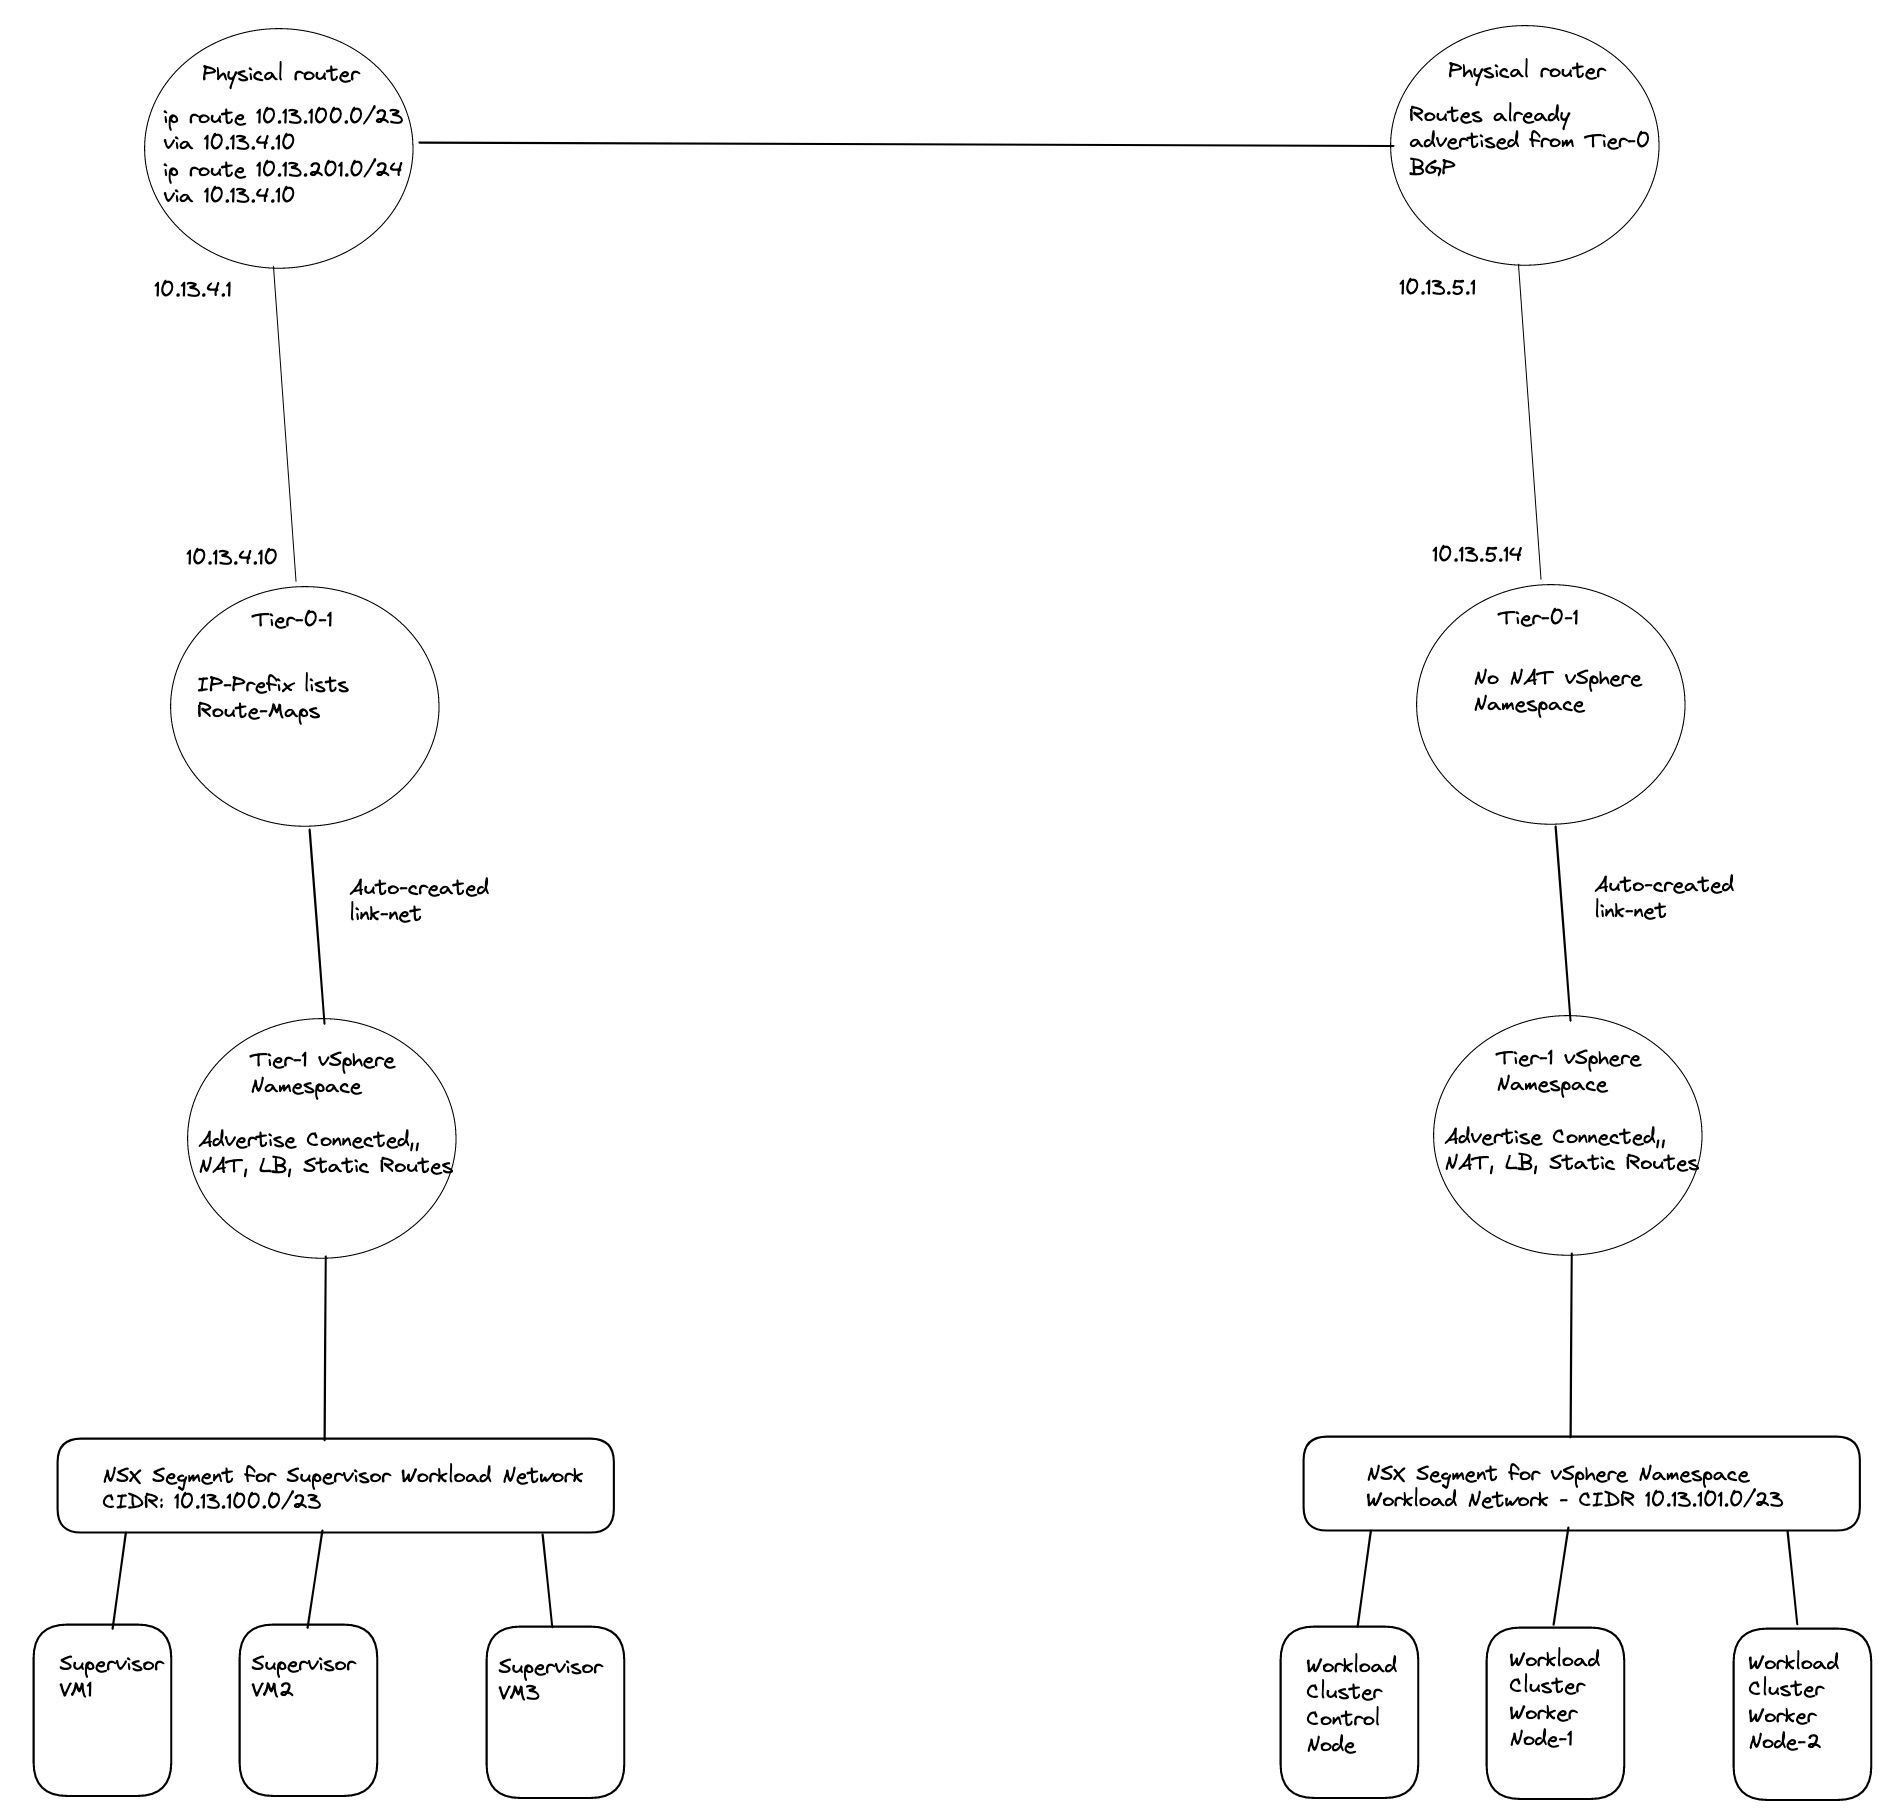 Physical router
ip route 10.13.100.0/23
via 10.13.4.10
ip route 10.13.201.0/24
via 10.13.4.10
10.13.4.1
10.13.4.10
Tier-0-1
IP-Prefix lists
Route-Maps
Auto-created
link-net
Tier-1 vSphere
Namespace
Advertise Connected,,
NAT, LB, Static Routes
NSX Segment for Supervisor Workload Network
CIDR: 10.13.100.0/23
Supervisor
VM1
Supervisor
VM2
Supervisor
VM3
Physical router
Routes already
advertised from Tier-0
BGP
10.13.5.1
10.13.5.14
Tier-0-1
No NAT vSphere
Namespace
Auto-created
link-net
Tier-1 vSphere
Namespace
Advertise Connected,,
NAT, LB, Static Routes
NSX Segment for vSphere Namespace
Workload Network - CIDR 10.13.101.0/23
Workload
Cluster
Control
Node
Workload
Cluster
Worker
Node-1
Workload
Cluster
Worker
Node-2